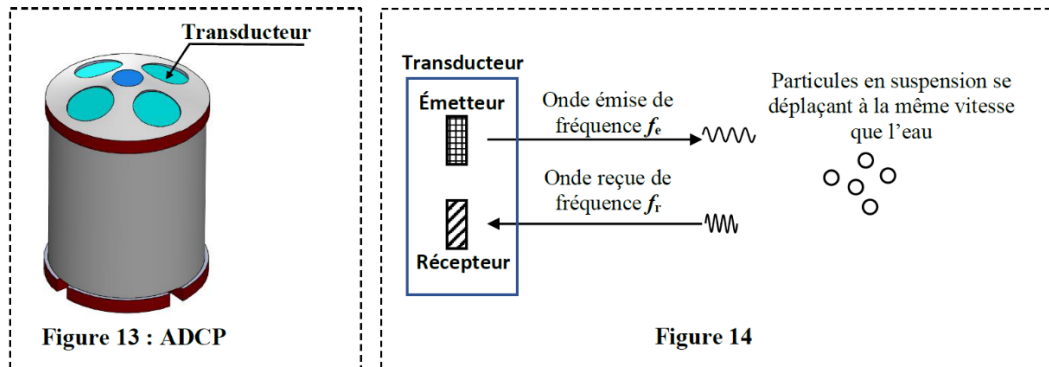 Transducteur
Figure 13 : ADCP
Transducteur
Émetteur
Onde émise de
fréquence fe
Onde reçue de
fréquence fr
Récepteur
Particules en suspension se
déplaçant à la même vitesse
que l'eau
Figure 14